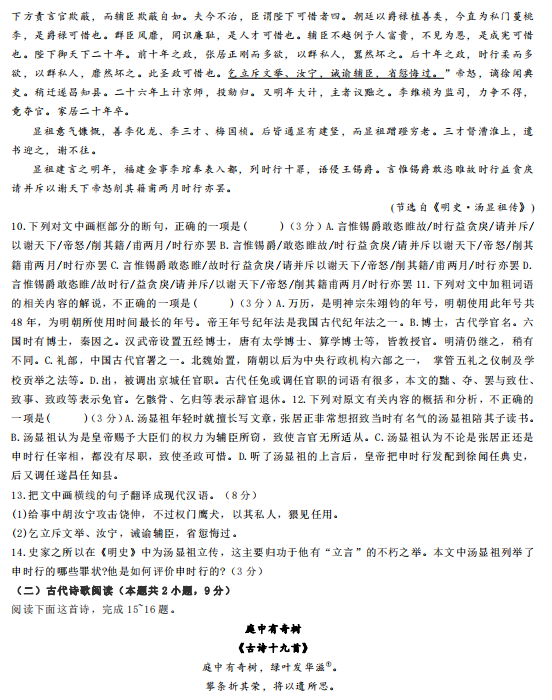 下方责言官欺蔽，而辅臣欺蔽自如。夫今不治，臣谓陛下可惜者四。朝廷以爵禄植善类，今直为私门蔓桃
李，是爵禄可惜也。群臣风靡，罔识廉耻，是人才可惜也。辅臣不越例予人富贵，不见为恩，是成宪可惜
也。陛下御天下二十年。前十年之政，张居正刚而多欲，以群私人，嚣然坏之。后十年之政，时行柔而多
欲，以群私人，靡然坏之。此圣政可惜也。乞立斥文举、汝宁，诫谕辅臣，省愆悔过。”帝怒，谪徐闻典
史。稍迁遂昌知县。二十六年上计京师，投劾归。又明年大计，主者议黜之。李维桢为监司，力争不得，
竟夺官。家居二十年卒。
显祖意气慷慨，善李化龙、李三才、梅国桢。后皆通显有建竖，而显祖蹭蹬穷老。三才督漕淮上，遣
书迎之，谢不往。
显祖建言之明年，福建佥事李琯奉表入都，列时行十罪，语侵王锡爵。言惟锡爵敢恣睢故时行益贪戾
请并斥以谢天下帝怒削其籍甫两月时行亦罢。
(节选自《明史·汤显祖传》)
10.下列对文中画框部分的断句，正确的一项是（　　）(3分)A.言惟锡爵敢恣睢故/时行益贪戾/请并斥/
以谢天下/帝怒/削其籍/甫两月/时行亦罢 B.言惟锡爵/敢恣睢故/时行益贪戾/请并斥以谢天下/帝怒/削其
籍甫两月/时行亦罢 C.言惟锡爵敢恣睢/故时行益贪戾/请并斥以谢天下/帝怒/削其籍/甫两月/时行亦罢 D.
言惟锡爵敢恣睢/故/时行益贪戾/请并斥/以谢天下/帝怒/削其籍甫两月/时行亦罢 11.下列对文中加粗词语
的相关内容的解说，不正确的一项是（　　）(3分)A.万历，是明神宗朱翊钧的年号，明朝使用此年号共
48年，为明朝所使用时间最长的年号。帝王年号纪年法是我国古代纪年法之一。B.博士，古代学官名。六
国时有博士，秦因之。汉武帝设置五经博士，唐有太学博士、算学博士等，皆教授官。明清仍继之，稍有
不同。C.礼部，中国古代官署之一。北魏始置，隋朝以后为中央行政机构六部之一， 掌管五礼之仪制及学
校贡举之法等。D.出，被调出京城任官职。古代任免或调任官职的词语有很多，本文的黜、夺、罢与致仕、
致事、致政等表示免官。乞骸骨、乞归等表示辞官退休。12.下列对原文有关内容的概括和分析，不正确的
一项是（　　）(3分)A.汤显祖年轻时就擅长写文章，张居正非常想招致当时有名气的汤显祖陪其子读书。
B.汤显祖认为是皇帝赐予大臣们的权力为辅臣所窃，致使言官无所适从。C.汤显祖认为不论是张居正还是
申时行任宰相，都没有尽职，致使圣政可惜。D.听了汤显祖的上言后，皇帝把申时行发配到徐闻任典史，
后又调任遂昌任知县。
13.把文中画横线的句子翻译成现代汉语。（8分）
(1)给事中胡汝宁攻击饶伸，不过权门鹰犬，以其私人，猥见任用。
(2)乞立斥文举、汝宁，诫谕辅臣，省愆悔过。
14.史家之所以在《明史》中为汤显祖立传，这主要归功于他有“立言”的不朽之举。本文中汤显祖列举了
申时行的哪些罪状?他是如何评价申时行的?(3分)
（二）古代诗歌阅读（本题共2小题，9分）
阅读下面这首诗，完成15~16题。
庭中有奇树
《古诗十九首》
庭中有奇树，绿叶发华滋①。
攀条折其荣，将以遗所思。